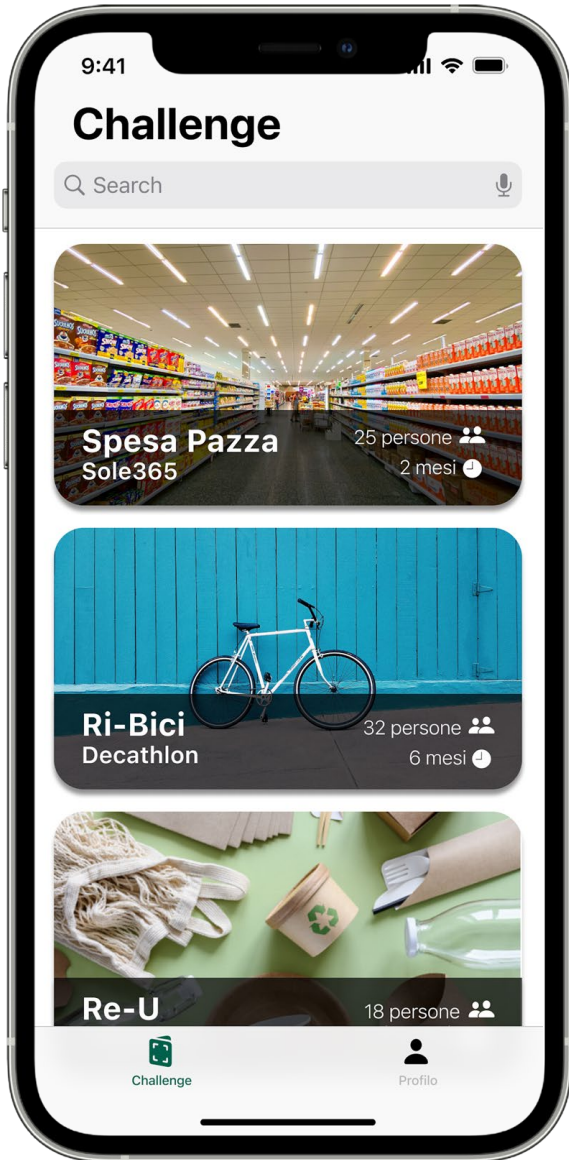 9:41
Challenge
Search
Spesa Pazza
Sole365
25 persone
2 mesi
Ri-Bici
Decathlon
32 persone
6 mesi
Re-U
18 persone
Challenge
Profilo